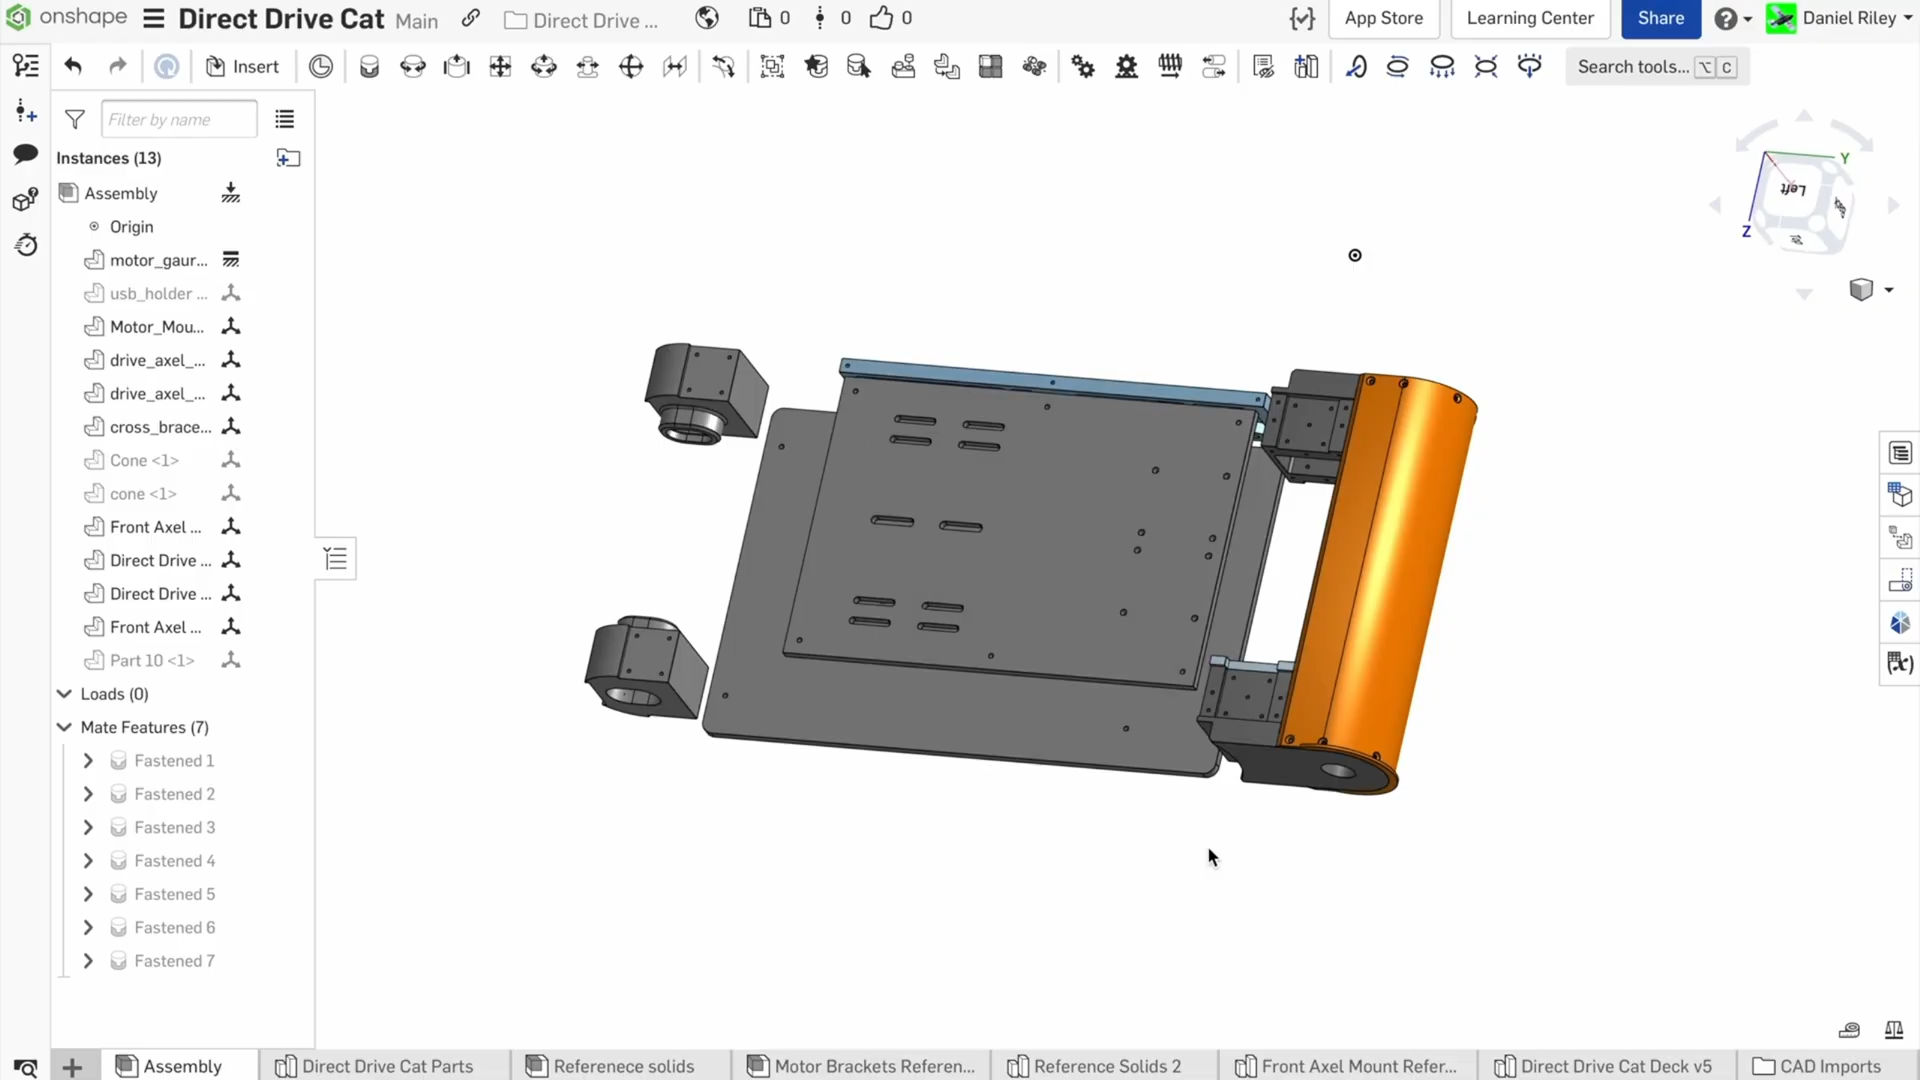 onshape Direct Drive Cat Main Direct Drive ... 0 0 0 App Store Learning Center Share Daniel Riley
Insert Search tools... ⌥ C
Filter by name
Instances (13)
Assembly
Origin
motor_gaur...
usb_holder ...
Motor_Mou...
drive_axel_...
drive_axel_...
cross_brace...
Cone <1>
cone <1>
Front Axel ...
Direct Drive ...
Direct Drive ...
Front Axel ...
Part 10 <1>
Loads (0)
Mate Features (7)
Fastened 1
Fastened 2
Fastened 3
Fastened 4
Fastened 5
Fastened 6
Fastened 7
Y
Left
Z
Assembly Direct Drive Cat Parts Referenece solids Motor Brackets Referen... Reference Solids 2 Front Axel Mount Refer... Direct Drive Cat Deck v5 CAD Imports